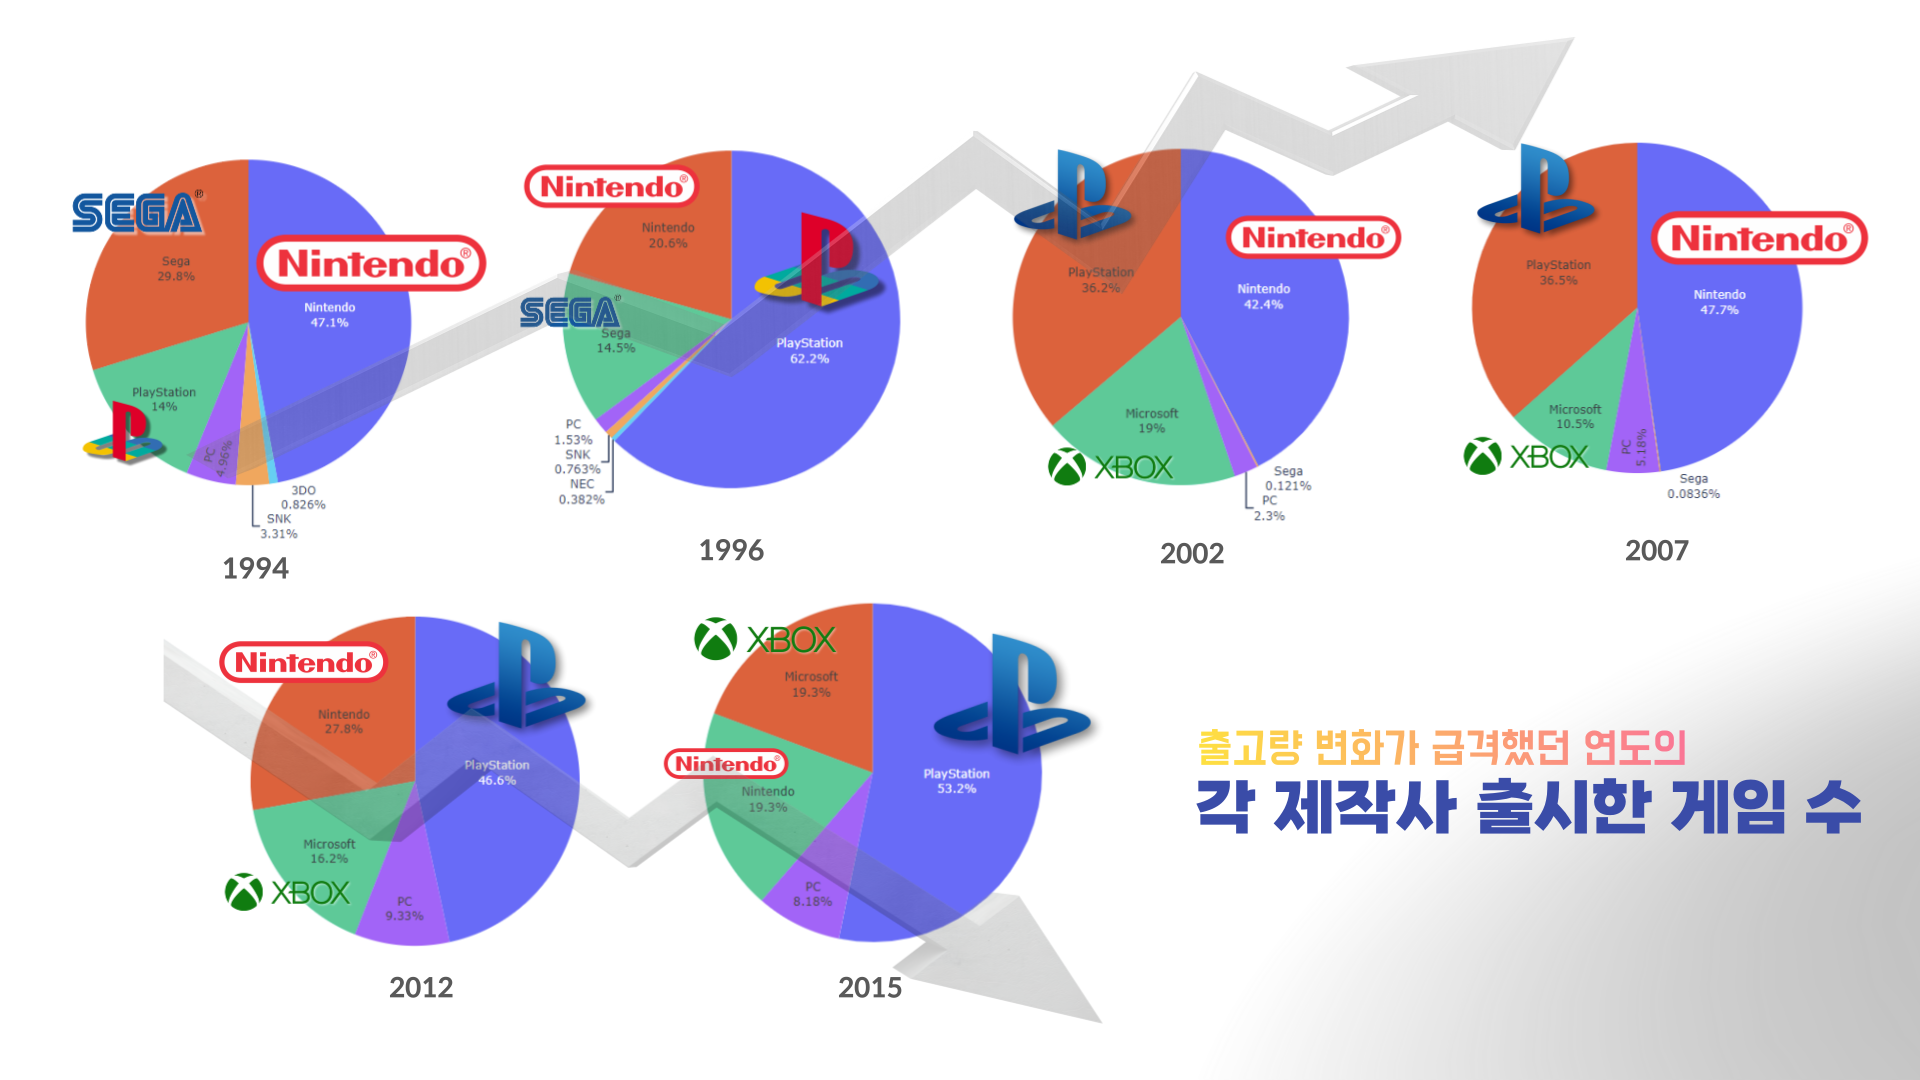 SEGA®
Sega
29.8%
Nintendo®
Nintendo
47.1%
PlayStation
14%
PC
4.96%
3DO
0.826%
SNK
3.31%
1994
Nintendo®
Nintendo
20.6%
SEGA®
Sega
14.5%
PlayStation
62.2%
PC
1.53%
SNK
0.763%
NEC
0.382%
1996
PlayStation
36.2%
Nintendo®
Nintendo
42.4%
Microsoft
19%
XBOX
Sega
0.121%
PC
2.3%
2002
PlayStation
36.5%
Nintendo®
Nintendo
47.7%
Microsoft
10.5%
XBOX
PC
5.18%
Sega
0.0836%
2007
Nintendo®
Nintendo
27.8%
PlayStation
46.6%
Microsoft
16.2%
XBOX
PC
9.33%
2012
XBOX
Microsoft
19.3%
Nintendo®
Nintendo
19.3%
PlayStation
53.2%
PC
8.18%
2015
출고량 변화가 급격했던 연도의
각 제작사 출시한 게임 수